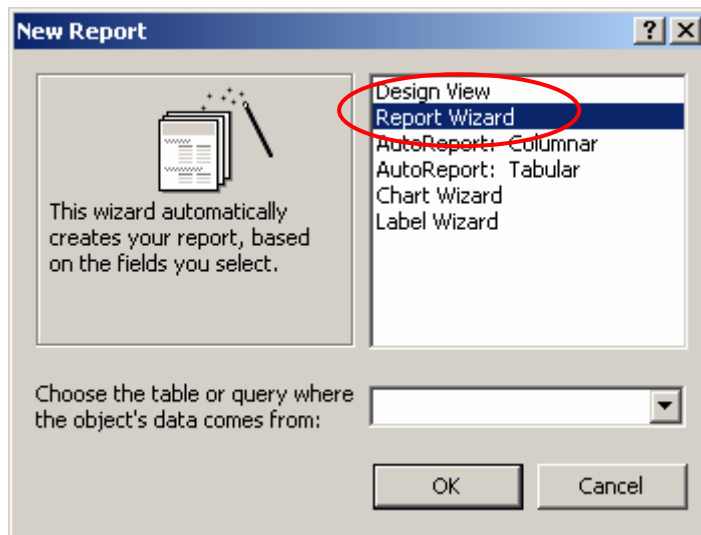 New Report
Design View
Report Wizard
AutoReport: Columnar
AutoReport: Tabular
Chart Wizard
Label Wizard
This wizard automatically
creates your report, based
on the fields you select.
Choose the table or query where
the object's data comes from:
OK
Cancel